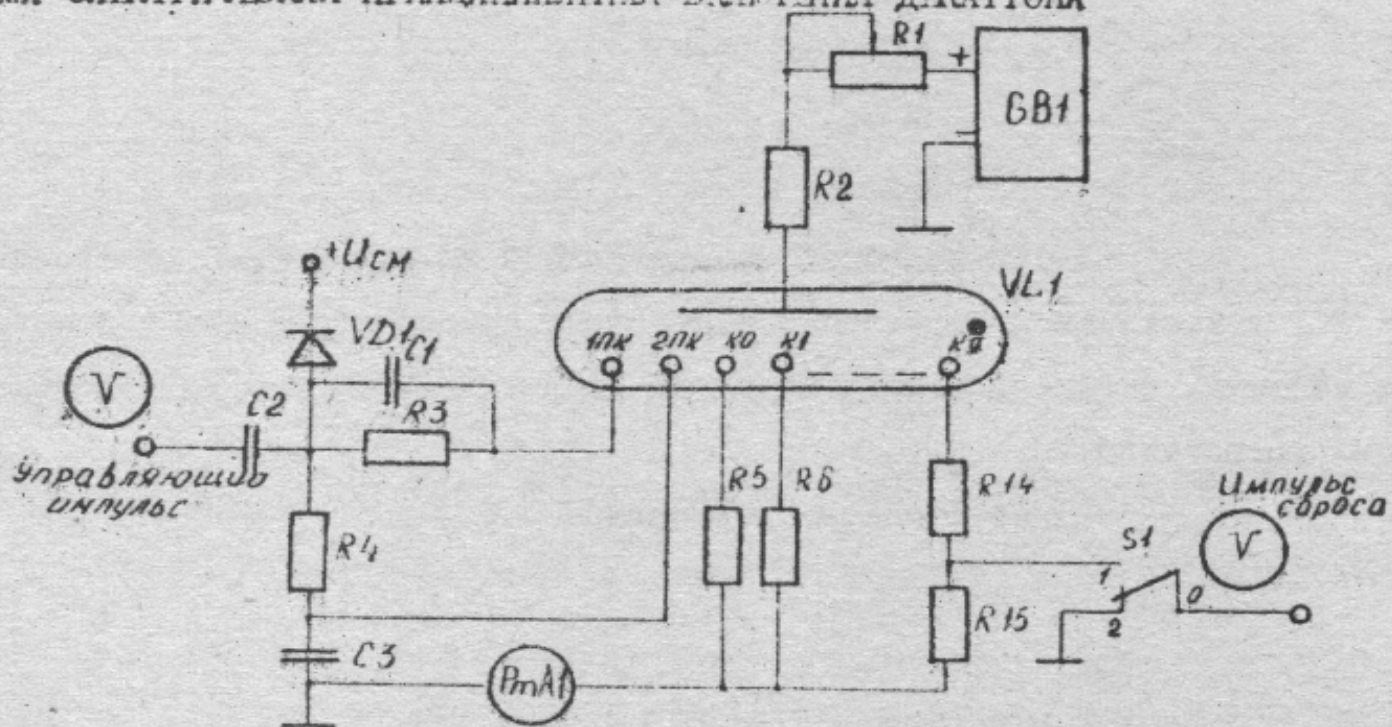 ДЕКАТРОНА
R1
+
GB1
−
R2
+Uсм
VL1
VD1
C1
1ПК 2ПК К0 К1
V
C2
R3
Управляющий
импульс
R5 R6
R14
Импульс
сброса
V
S1
R4
1
0
2
R15
C3
PmA1